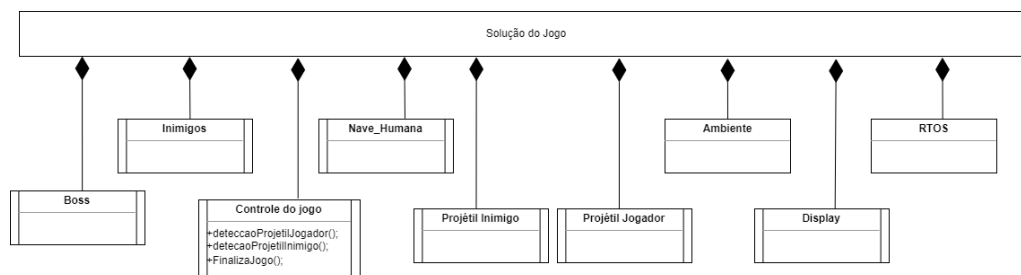 Solução do Jogo
Inimigos
Nave_Humana
Ambiente
RTOS
Boss
Controle do jogo
+deteccaoProjetilJogador();
+detecaoProjetilInimigo();
+FinalizaJogo();
Projétil Inimigo
Projétil Jogador
Display